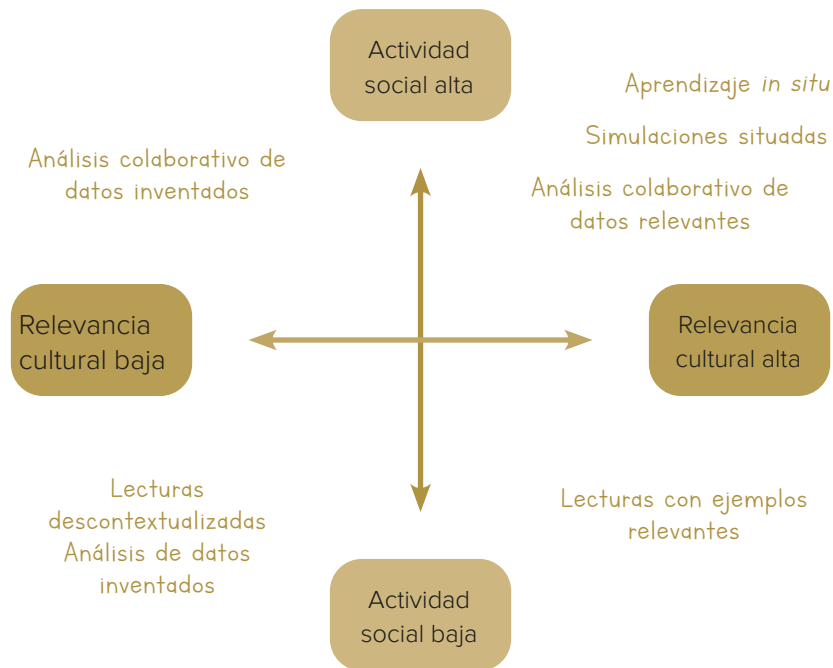 Actividad
social alta
Aprendizaje in situ
Simulaciones situadas
Análisis colaborativo de
datos inventados
Análisis colaborativo de
datos relevantes
Relevancia
cultural baja
Relevancia
cultural alta
Lecturas
descontextualizadas
Análisis de datos
inventados
Lecturas con ejemplos
relevantes
Actividad
social baja